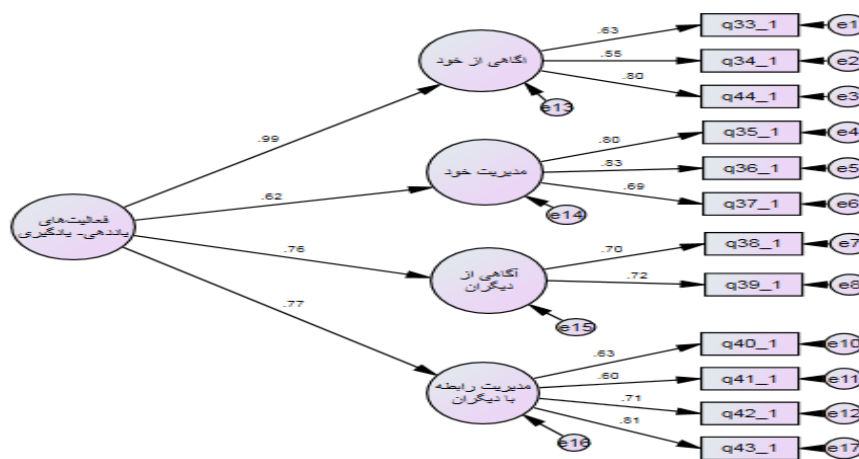 .63
q33_1
e1
آگاهی از خود
.55
q34_1
e2
.80
q44_1
e3
e13
.99
.80
q35_1
e4
مدیریت خود
.83
q36_1
e5
.62
.69
q37_1
e6
e14
فعالیت‌های
یاددهی- یادگیری
.76
.70
q38_1
e7
آگاهی از
دیگران
.72
q39_1
e8
e15
.77
.63
q40_1
e10
مدیریت رابطه
با دیگران
.60
q41_1
e11
.71
q42_1
e12
.81
q43_1
e17
e16